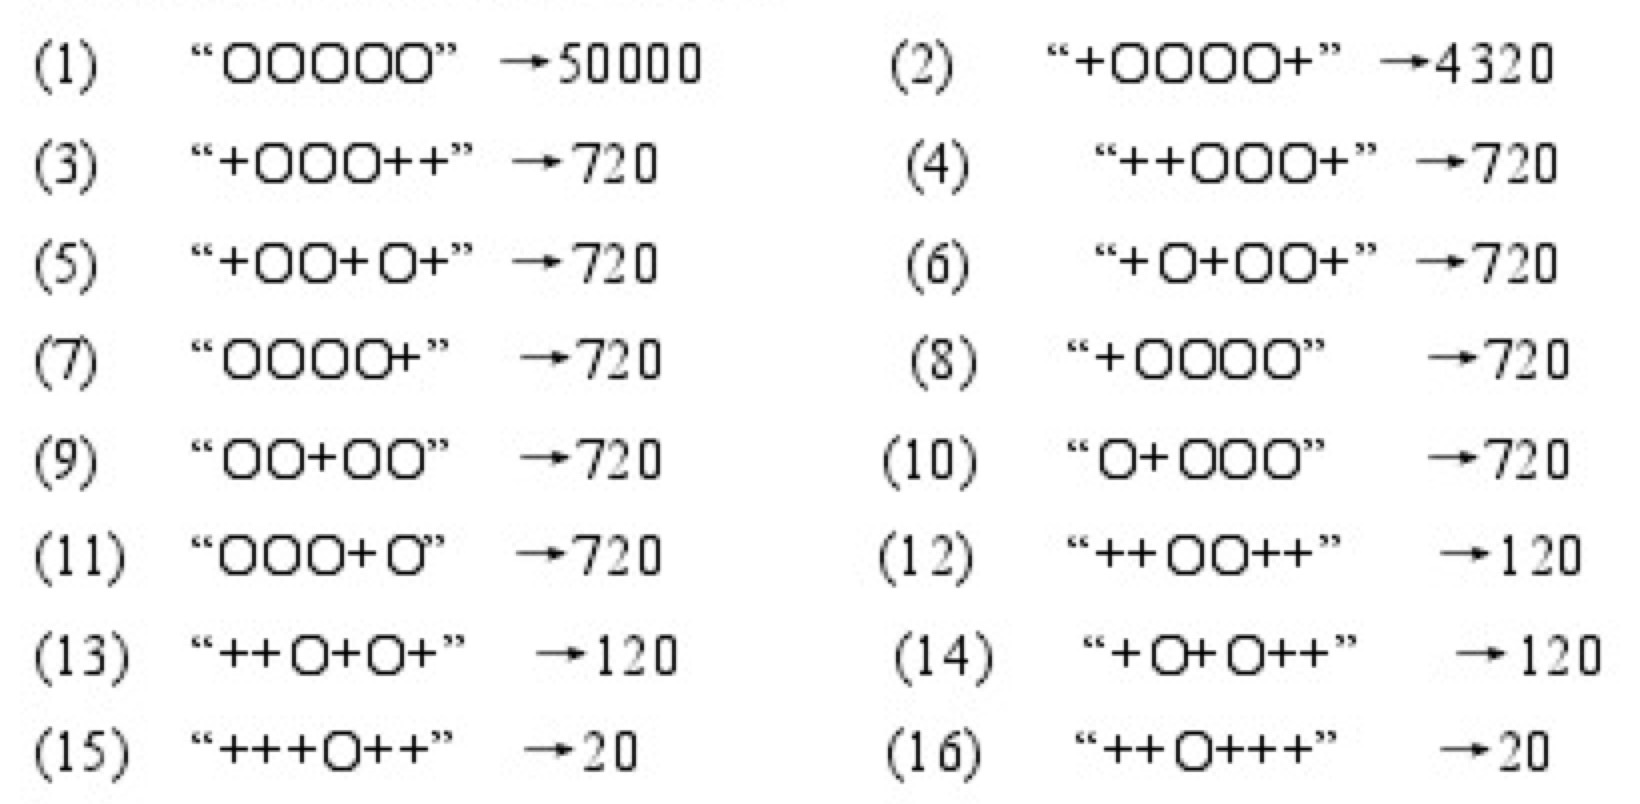 (1) “OOOOO” →50000 (2) “+OOOO+” →4320
(3) “+OOO++” →720 (4) “++OOO+” →720
(5) “+OO+O+” →720 (6) “+O+OO+” →720
(7) “OOOO+” →720 (8) “+OOOO” →720
(9) “OO+OO” →720 (10) “O+OOO” →720
(11) “OOO+O” →720 (12) “++OO++” →120
(13) “++O+O+” →120 (14) “+O+O++” →120
(15) “+++O++” →20 (16) “++O+++” →20